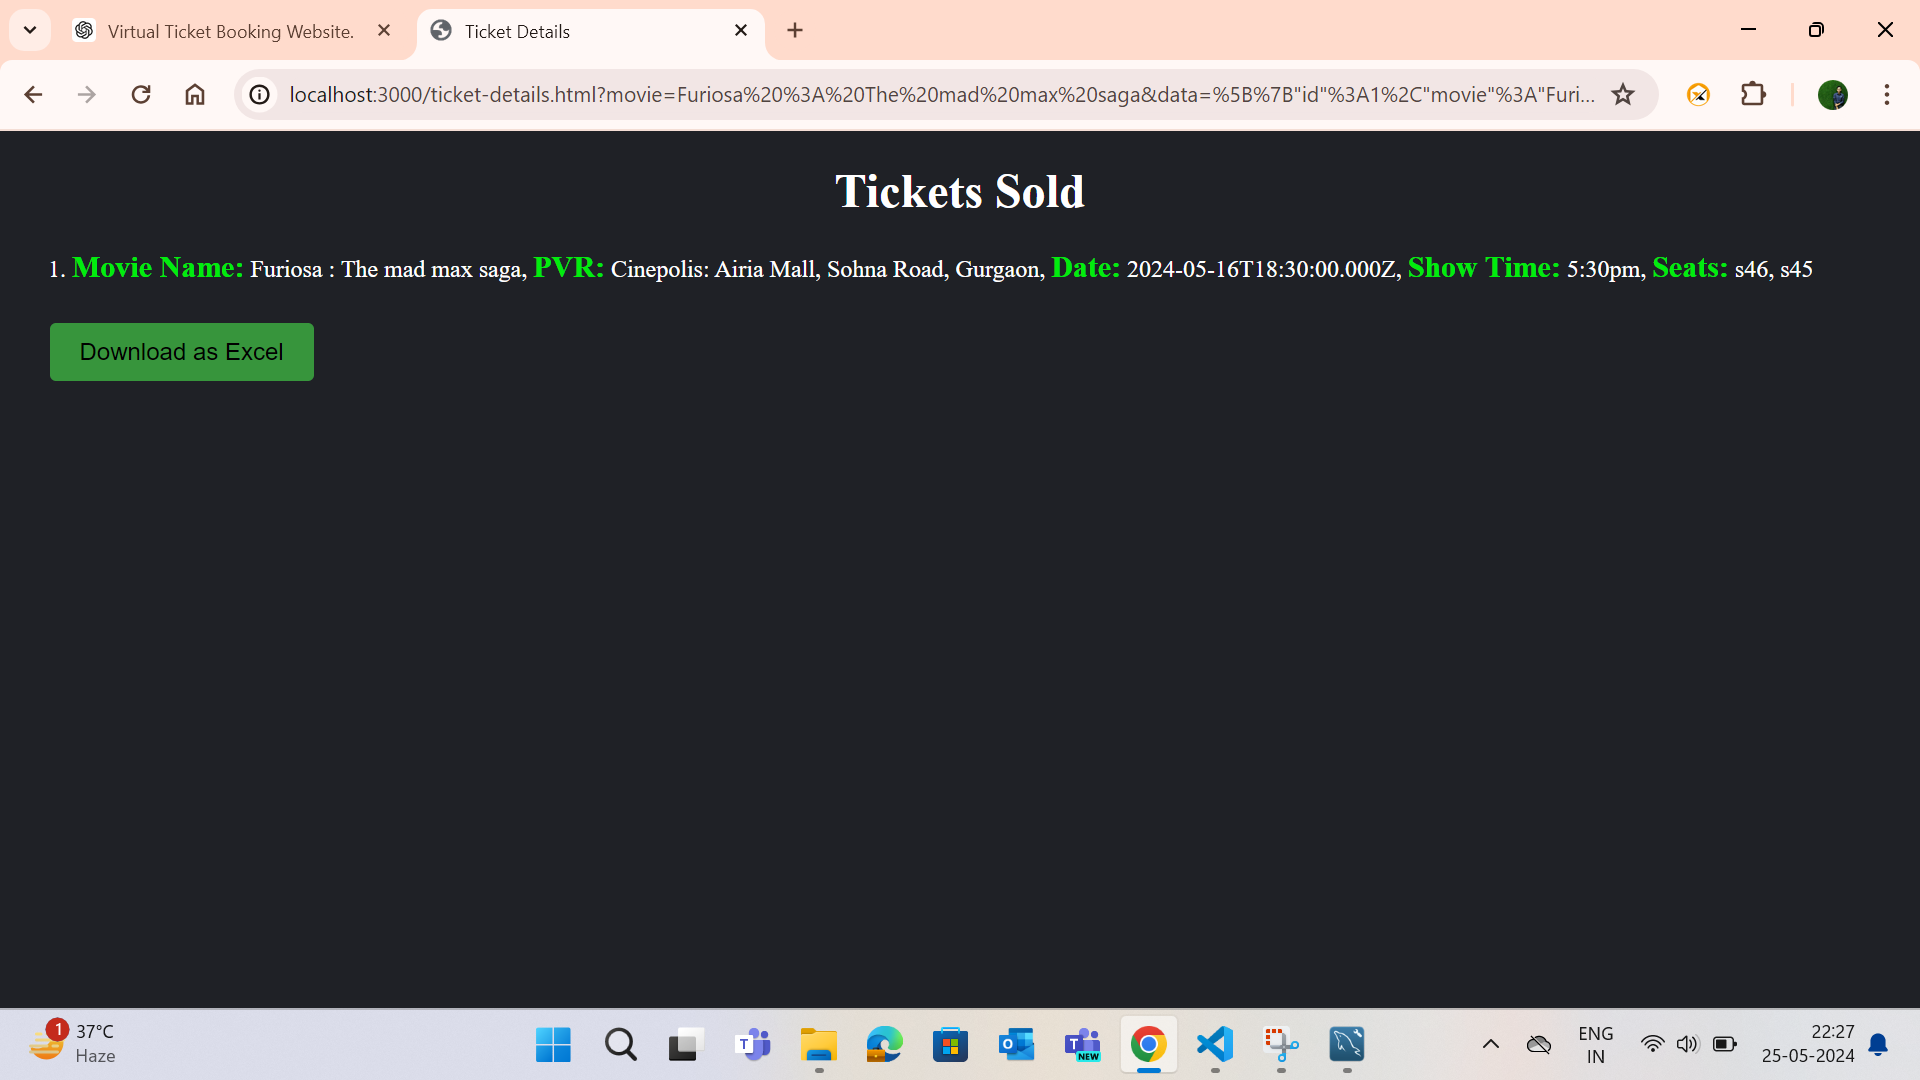 Virtual Ticket Booking Website.
Ticket Details
localhost:3000/ticket-details.html?movie=Furiosa%20%3A%20The%20mad%20max%20saga&data=%5B%7B"id"%3A1%2C"movie"%3A"Furi...
Tickets Sold
1. Movie Name: Furiosa : The mad max saga, PVR: Cinepolis: Airia Mall, Sohna Road, Gurgaon, Date: 2024-05-16T18:30:00.000Z, Show Time: 5:30pm, Seats: s46, s45
Download as Excel
1
37°C
Haze
T
O
T
NEW
ENG
IN
22:27
25-05-2024